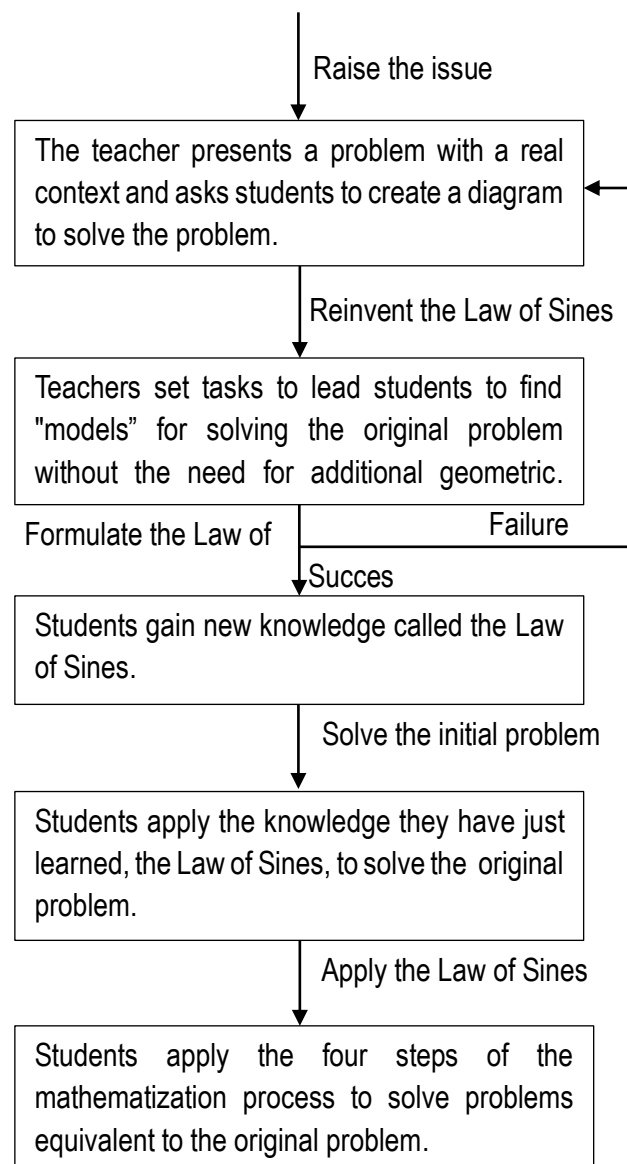 Raise the issue
The teacher presents a problem with a real
context and asks students to create a diagram
to solve the problem.
Reinvent the Law of Sines
Teachers set tasks to lead students to find
"models” for solving the original problem
without the need for additional geometric.
Formulate the Law of
Failure
Succes
Students gain new knowledge called the Law
of Sines.
Solve the initial problem
Students apply the knowledge they have just
learned, the Law of Sines, to solve the original
problem.
Apply the Law of Sines
Students apply the four steps of the
mathematization process to solve problems
equivalent to the original problem.